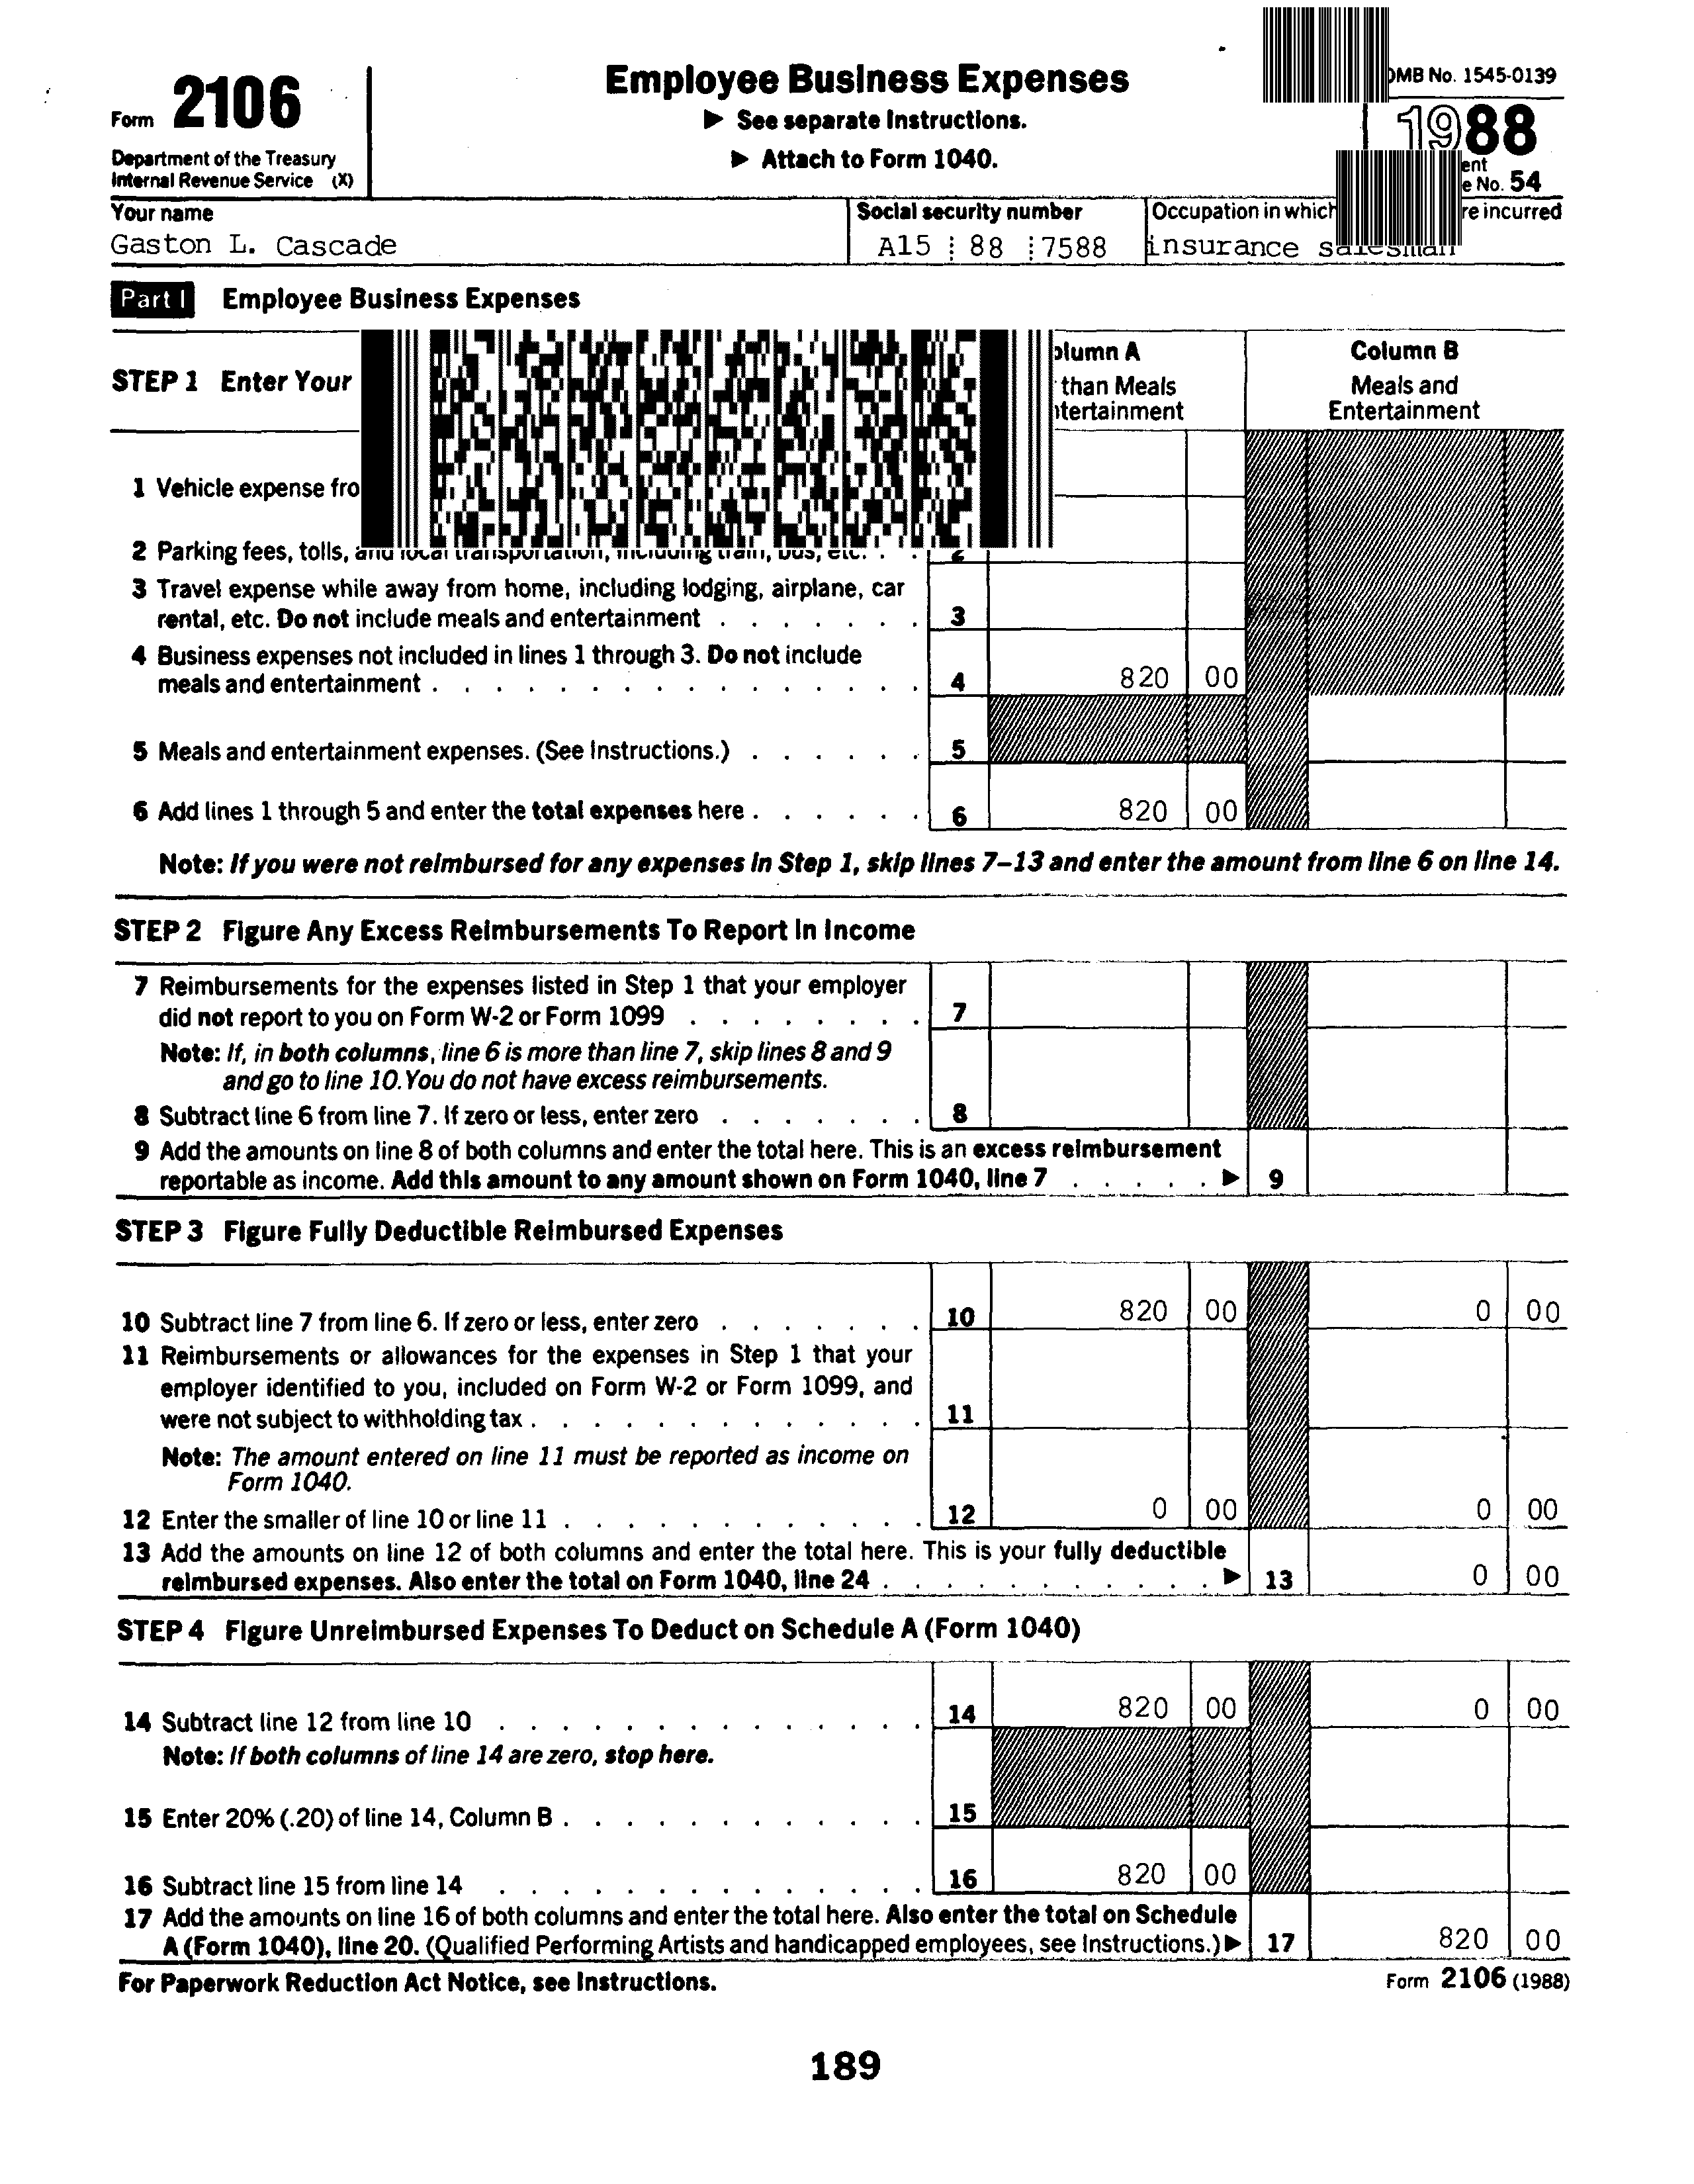 Form 2106
Department of the Treasury
Internal Revenue Service (X)
Employee Business Expenses
▶ See separate Instructions.
▶ Attach to Form 1040.
OMB No. 1545-0139
1988
No. 54
Your name
Gaston L. Cascade
Social security number
A15 88 7588
Occupation in which re incurred
insurance salesman
Part I Employee Business Expenses
STEP 1 Enter Your
Column A
than Meals
Column B
Meals and
Entertainment
1 Vehicle expense
2 Parking fees, tolls, and local transportation, including train, bus, etc. . . 2
3 Travel expense while away from home, including lodging, airplane, car
rental, etc. Do not include meals and entertainment . . . . . . . 3
4 Business expenses not included in lines 1 through 3. Do not include
meals and entertainment . . . . . . . . . . . . . . . . 4 820 00
5 Meals and entertainment expenses. (See Instructions.) . . . . . . 5
6 Add lines 1 through 5 and enter the total expenses here . . . . . . 6 820 00
Note: If you were not reimbursed for any expenses in Step 1, skip lines 7–13 and enter the amount from line 6 on line 14.
STEP 2 Figure Any Excess Reimbursements To Report In Income
7 Reimbursements for the expenses listed in Step 1 that your employer
did not report to you on Form W-2 or Form 1099 . . . . . . . . 7
Note: If, in both columns, line 6 is more than line 7, skip lines 8 and 9
and go to line 10. You do not have excess reimbursements.
8 Subtract line 6 from line 7. If zero or less, enter zero . . . . . . . 8
9 Add the amounts on line 8 of both columns and enter the total here. This is an excess reimbursement
reportable as income. Add this amount to any amount shown on Form 1040, line 7 . . . . . ▶ 9
STEP 3 Figure Fully Deductible Reimbursed Expenses
10 Subtract line 7 from line 6. If zero or less, enter zero . . . . . . . 10 820 00 0 00
11 Reimbursements or allowances for the expenses in Step 1 that your
employer identified to you, included on Form W-2 or Form 1099, and
were not subject to withholding tax . . . . . . . . . . . . . 11
Note: The amount entered on line 11 must be reported as income on
Form 1040.
12 Enter the smaller of line 10 or line 11 . . . . . . . . . . . . 12 0 00 0 00
13 Add the amounts on line 12 of both columns and enter the total here. This is your fully deductible
reimbursed expenses. Also enter the total on Form 1040, line 24 . . . . . . . . . . . ▶ 13 0 00
STEP 4 Figure Unreimbursed Expenses To Deduct on Schedule A (Form 1040)
14 Subtract line 12 from line 10 . . . . . . . . . . . . . . 14 820 00 0 00
Note: If both columns of line 14 are zero, stop here.
15 Enter 20% (.20) of line 14, Column B . . . . . . . . . . . . 15
16 Subtract line 15 from line 14 . . . . . . . . . . . . . . 16 820 00
17 Add the amounts on line 16 of both columns and enter the total here. Also enter the total on Schedule
A (Form 1040), line 20. (Qualified Performing Artists and handicapped employees, see Instructions.) ▶ 17 820 00
For Paperwork Reduction Act Notice, see Instructions.
Form 2106 (1988)
189